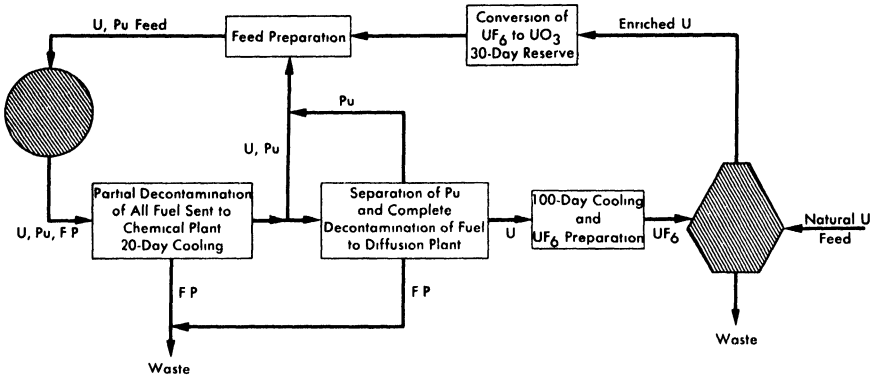 U, Pu Feed
Feed Preparation
Conversion of
UF6 to UO3
30-Day Reserve
Enriched U
Pu
U, Pu
Partial Decontamination
of All Fuel Sent to
Chemical Plant
20-Day Cooling
Separation of Pu
and Complete
Decontamination of Fuel
to Diffusion Plant
100-Day Cooling
and
UF6 Preparation
U, Pu, F P
U
UF6
Natural U
Feed
F P
F P
Waste
Waste